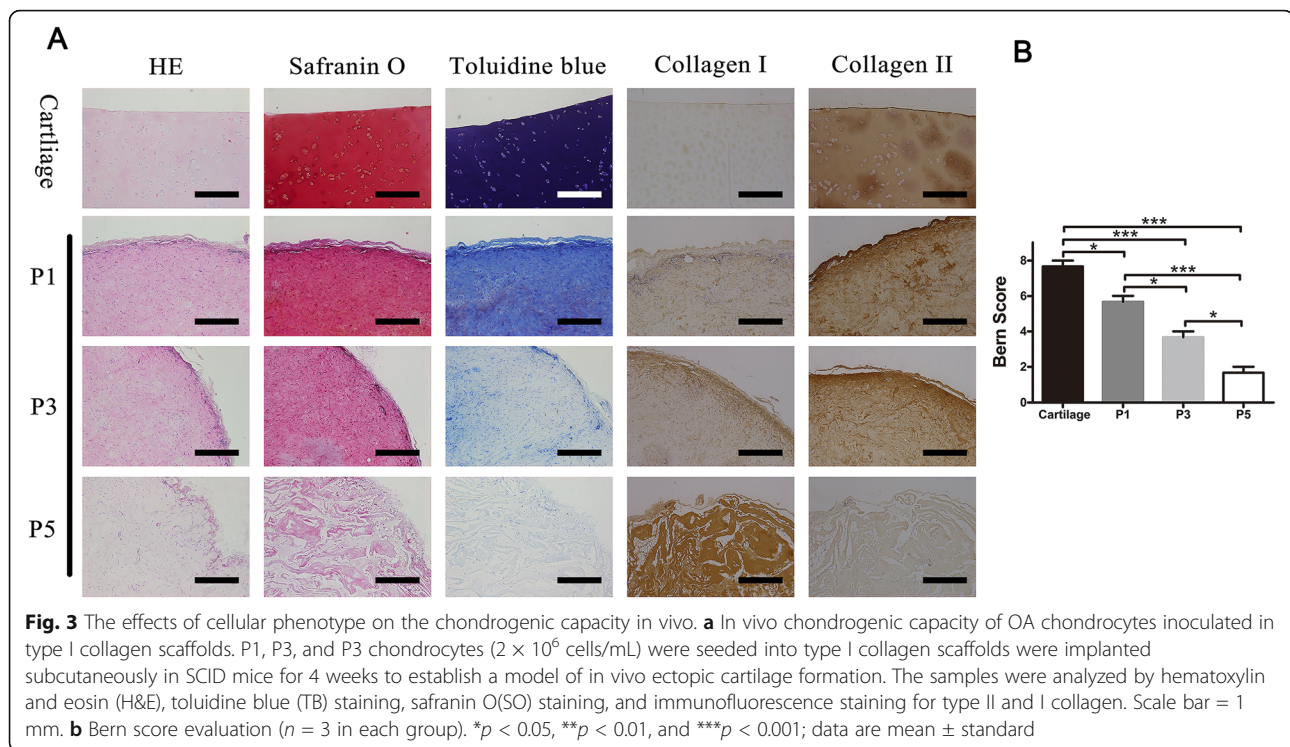 A
HE Safranin O Toluidine blue Collagen I Collagen II
Cartliage
P1
P3
P5
B
***
***
*
***
*
*
Bern Score
8
6
4
2
0
Cartilage P1 P3 P5
Fig. 3 The effects of cellular phenotype on the chondrogenic capacity in vivo. a In vivo chondrogenic capacity of OA chondrocytes inoculated in
type I collagen scaffolds. P1, P3, and P3 chondrocytes (2 × 10⁶ cells/mL) were seeded into type I collagen scaffolds were implanted
subcutaneously in SCID mice for 4 weeks to establish a model of in vivo ectopic cartilage formation. The samples were analyzed by hematoxylin
and eosin (H&E), toluidine blue (TB) staining, safranin O(SO) staining, and immunofluorescence staining for type II and I collagen. Scale bar = 1
mm. b Bern score evaluation (n = 3 in each group). *p < 0.05, **p < 0.01, and ***p < 0.001; data are mean ± standard